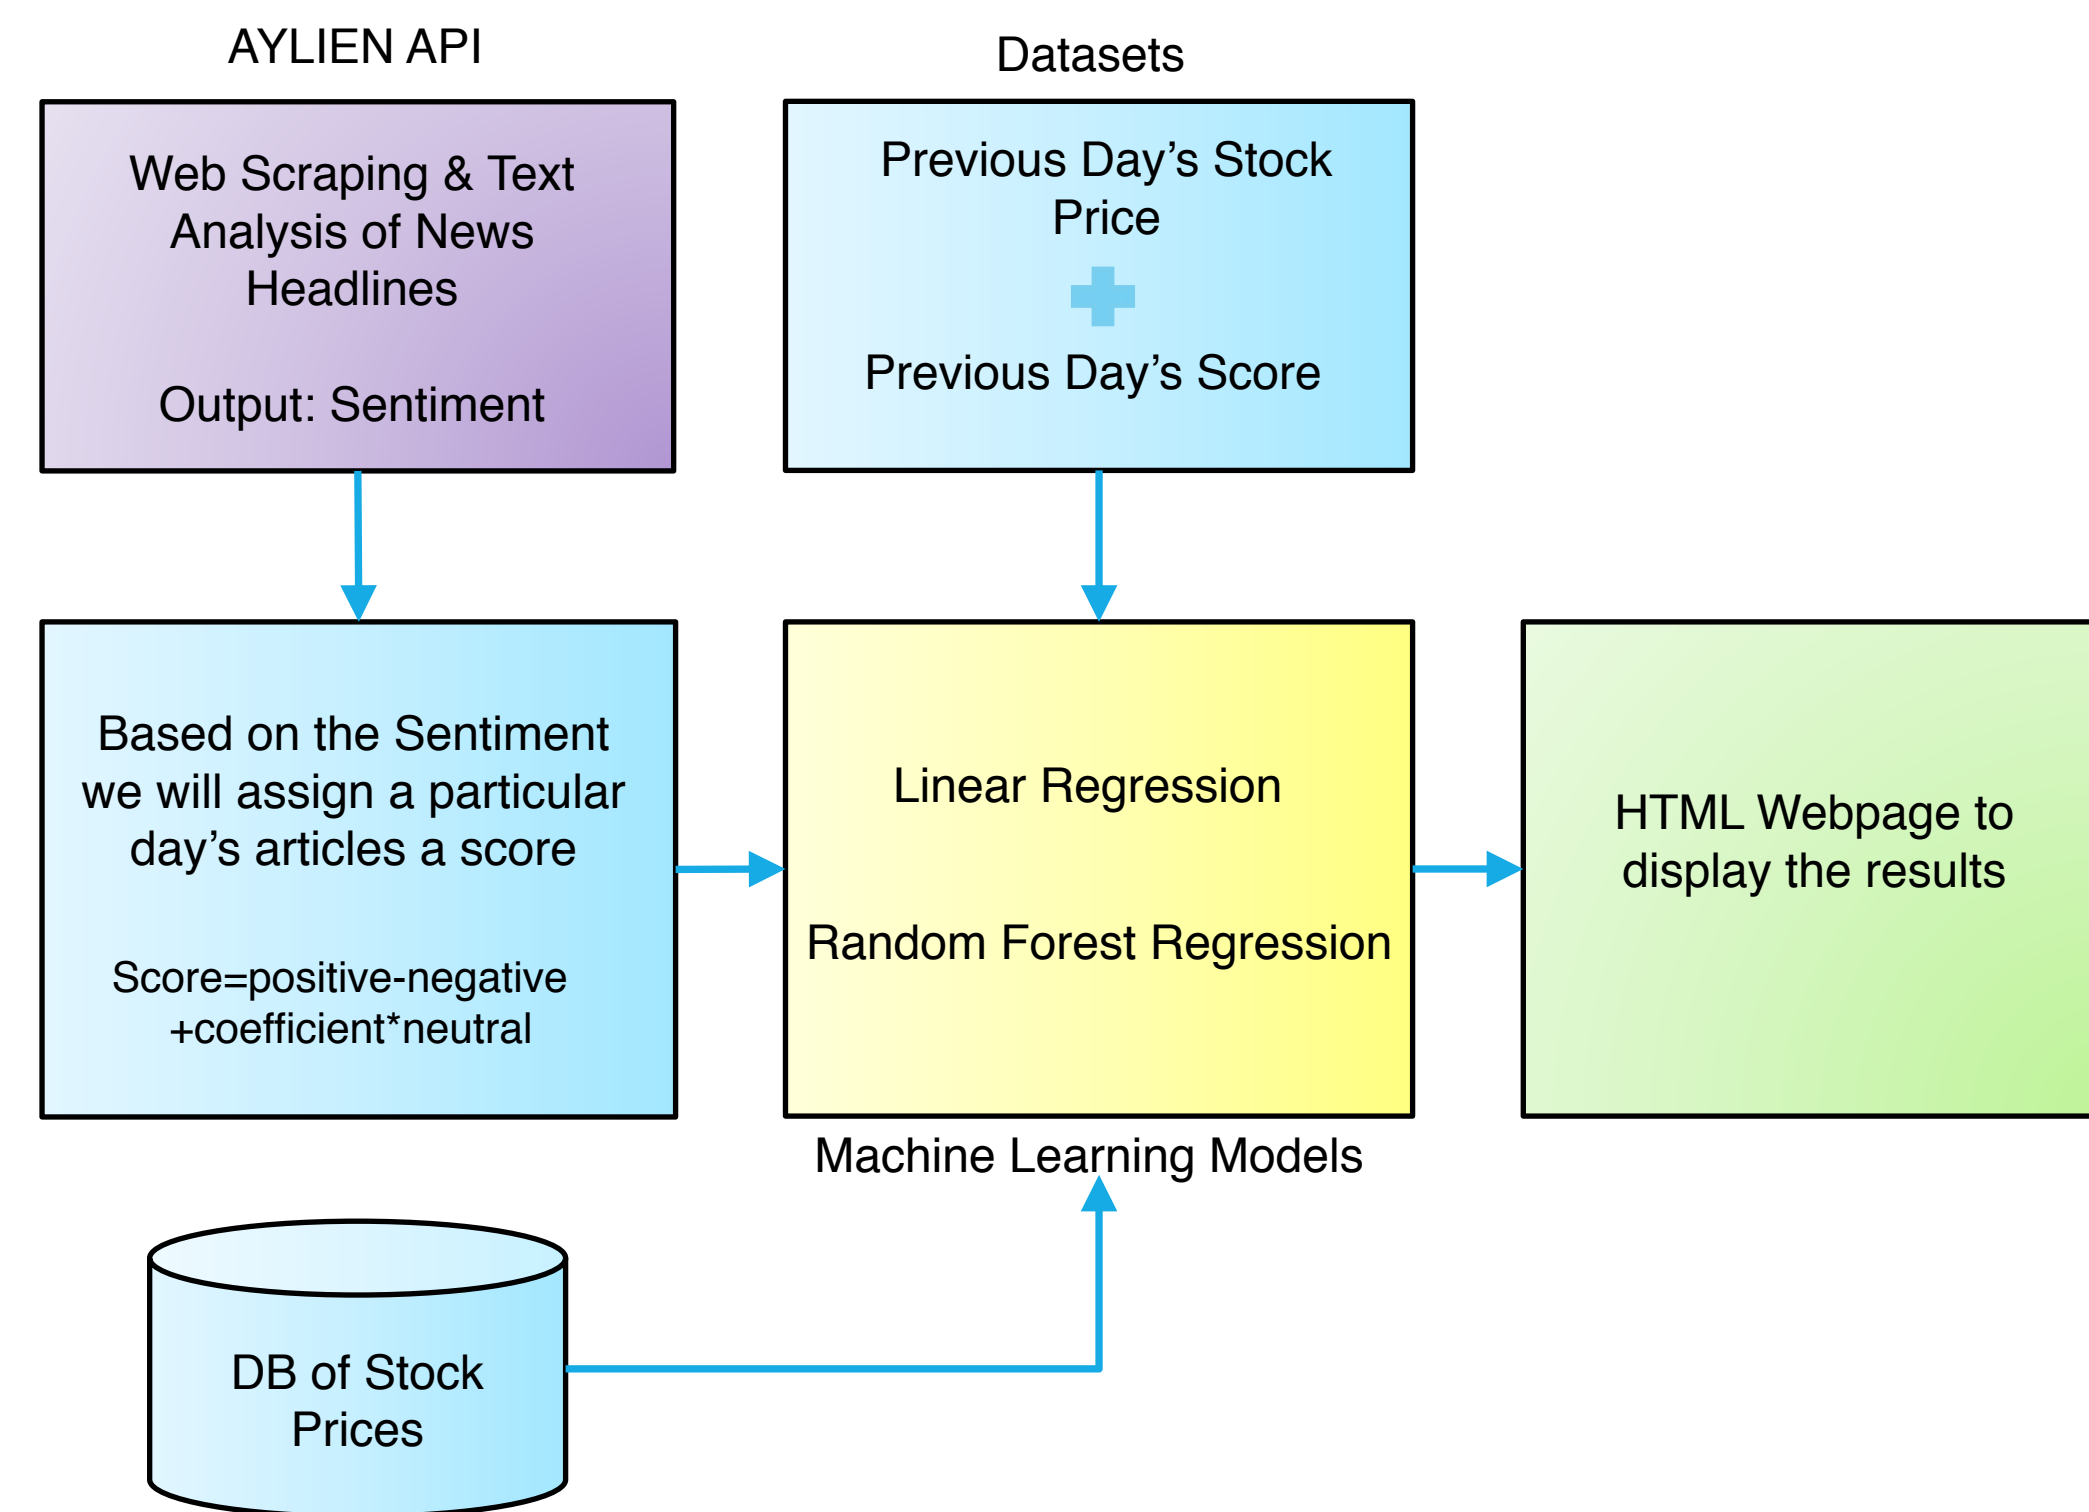 AYLIEN API
Web Scraping & Text
Analysis of News
Headlines
Output: Sentiment
Datasets
Previous Day’s Stock
Price
Previous Day’s Score
Based on the Sentiment
we will assign a particular
day’s articles a score
Score=positive-negative
+coefficient*neutral
Linear Regression
Random Forest Regression
Machine Learning Models
HTML Webpage to
display the results
DB of Stock
Prices